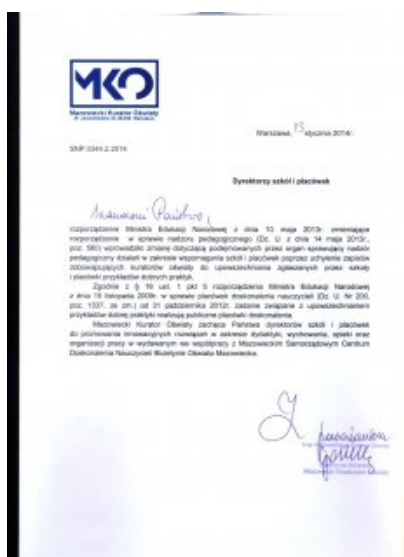 MKO
Mazowiecki Kurator Oświaty
Warszawa, 13 stycznia 2014r.
SNP 0344.2.2014
Dyrektorzy szkół i placówek
Szanowni Państwo,
rozporządzenie Ministra Edukacji Narodowej z dnia 10 maja 2013r. zmieniające
rozporządzenie w sprawie nadzoru pedagogicznego (Dz. U. z dnia 14 maja 2013r.,
poz. 560) wprowadziło zmianę dotyczącą podejmowanych przez organ sprawujący nadzór
pedagogiczny działań w zakresie wspomagania szkół i placówek poprzez uchylenie zapisów
zobowiązujących kuratorów oświaty do upowszechniania zgłaszanych przez szkoły
i placówki przykładów dobrych praktyk.
Zgodnie z § 16 ust. 1 pkt 5 rozporządzenia Ministra Edukacji Narodowej
z dnia 19 listopada 2009r. w sprawie placówek doskonalenia nauczycieli (Dz. U. Nr 200,
poz. 1537, ze zm.) od 31 października 2012r. zadanie związane z upowszechnianiem
przykładów dobrej praktyki realizują publiczne placówki doskonalenia.
Mazowiecki Kurator Oświaty zachęca Państwa dyrektorów szkół i placówek
do promowania innowacyjnych rozwiązań w zakresie dydaktyki, wychowania, opieki oraz
organizacji pracy w wydawanym we współpracy z Mazowieckim Samorządowym Centrum
Doskonalenia Nauczycieli Biuletynie Oświata Mazowiecka.
Z poważaniem